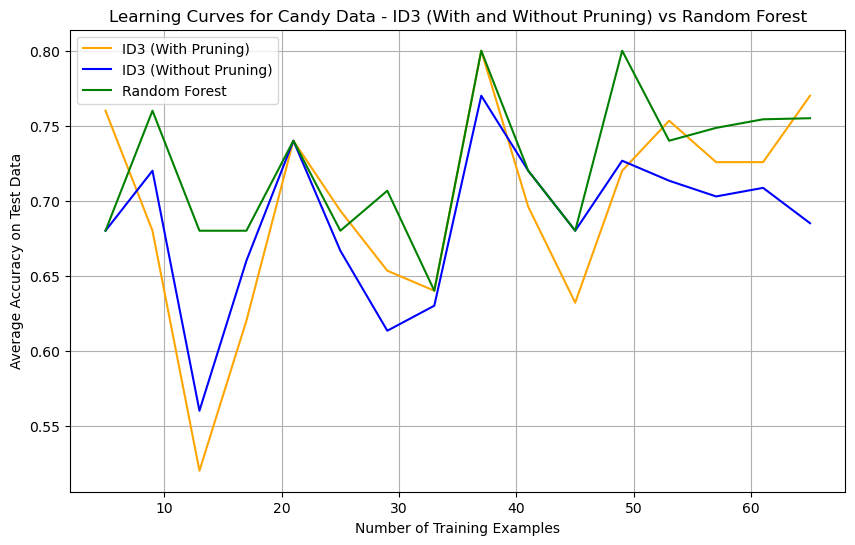 Learning Curves for Candy Data - ID3 (With and Without Pruning) vs Random Forest
ID3 (With Pruning)
ID3 (Without Pruning)
Random Forest
Average Accuracy on Test Data
0.80
0.75
0.70
0.65
0.60
0.55
10 20 30 40 50 60
Number of Training Examples